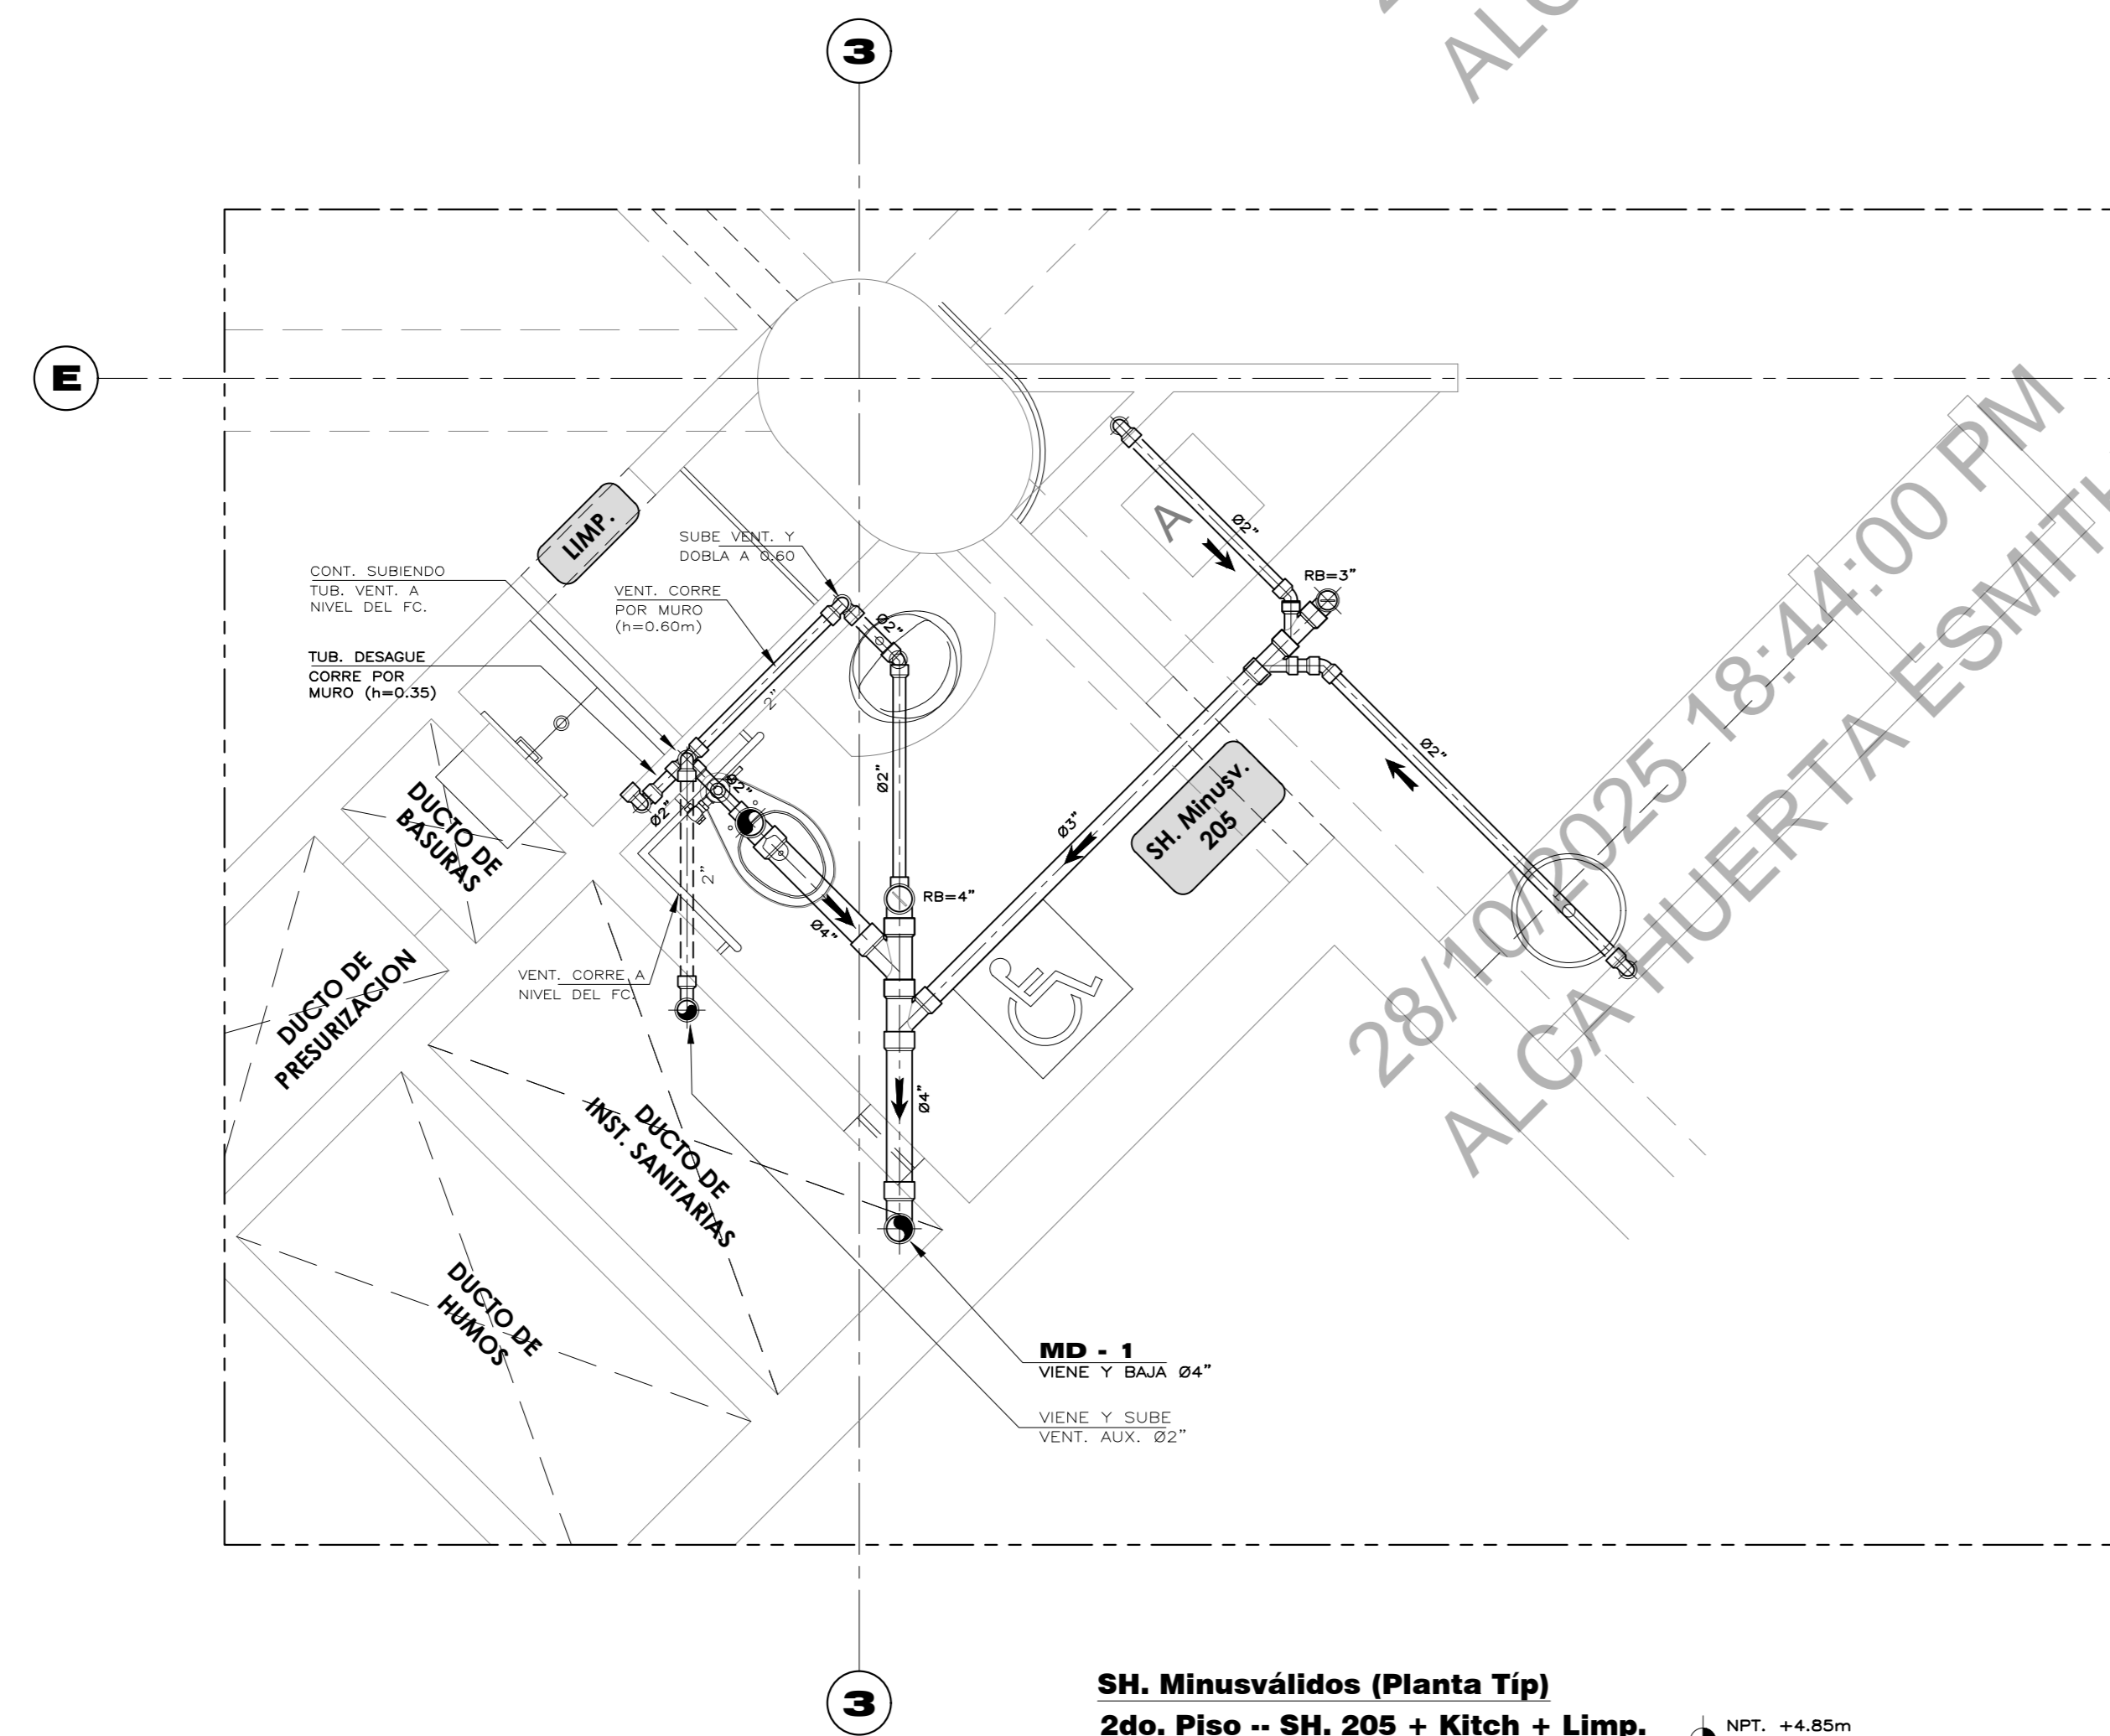 3
E
LIMP.
SUBE VENT. Y
DOBLA A 0.60
CONT. SUBIENDO
TUB. VENT. A
NIVEL DEL FC.
VENT. CORRE
POR MURO
(h=0.60m)
TUB. DESAGUE
CORRE POR
MURO (h=0.35)
A
Ø2"
RB=3"
Ø2"
2"
Ø2"
Ø2"
Ø2"
Ø2"
2"
Ø2"
Ø3"
SH. Minusv.
205
RB=4"
Ø4"
DUCTO DE
BASURAS
VENT. CORRE A
NIVEL DEL FC.
DUCTO DE
PRESURIZACION
Ø4"
DUCTO DE
INST. SANITARIAS
DUCTO DE
HUMOS
MD - 1
VIENE Y BAJA Ø4"
VIENE Y SUBE
VENT. AUX. Ø2"
28/10/2025 18:44:00 PM
3
SH. Minusválidos (Planta Típ)
2do. Piso -- SH. 205 + Kitch + Limp.
NPT. +4.85m